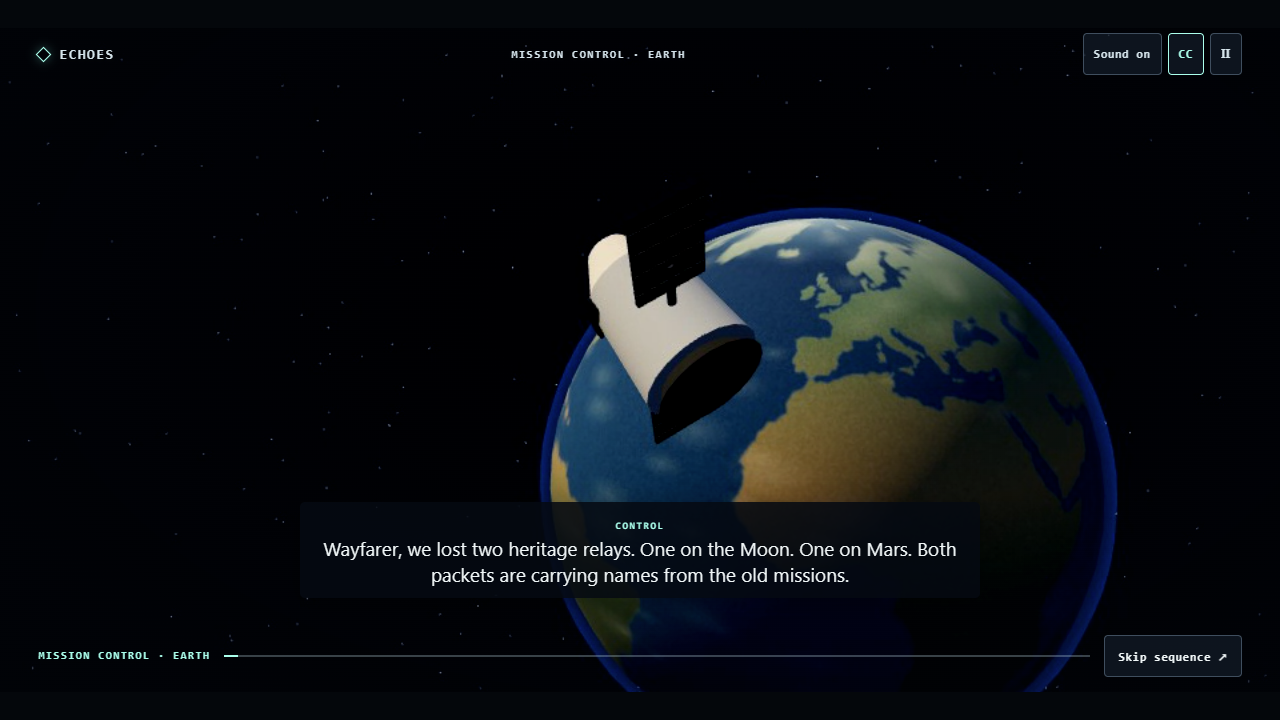 ECHOES
MISSION CONTROL · EARTH
Sound on
CC
II
CONTROL
Wayfarer, we lost two heritage relays. One on the Moon. One on Mars. Both
packets are carrying names from the old missions.
MISSION CONTROL · EARTH
Skip sequence ↗